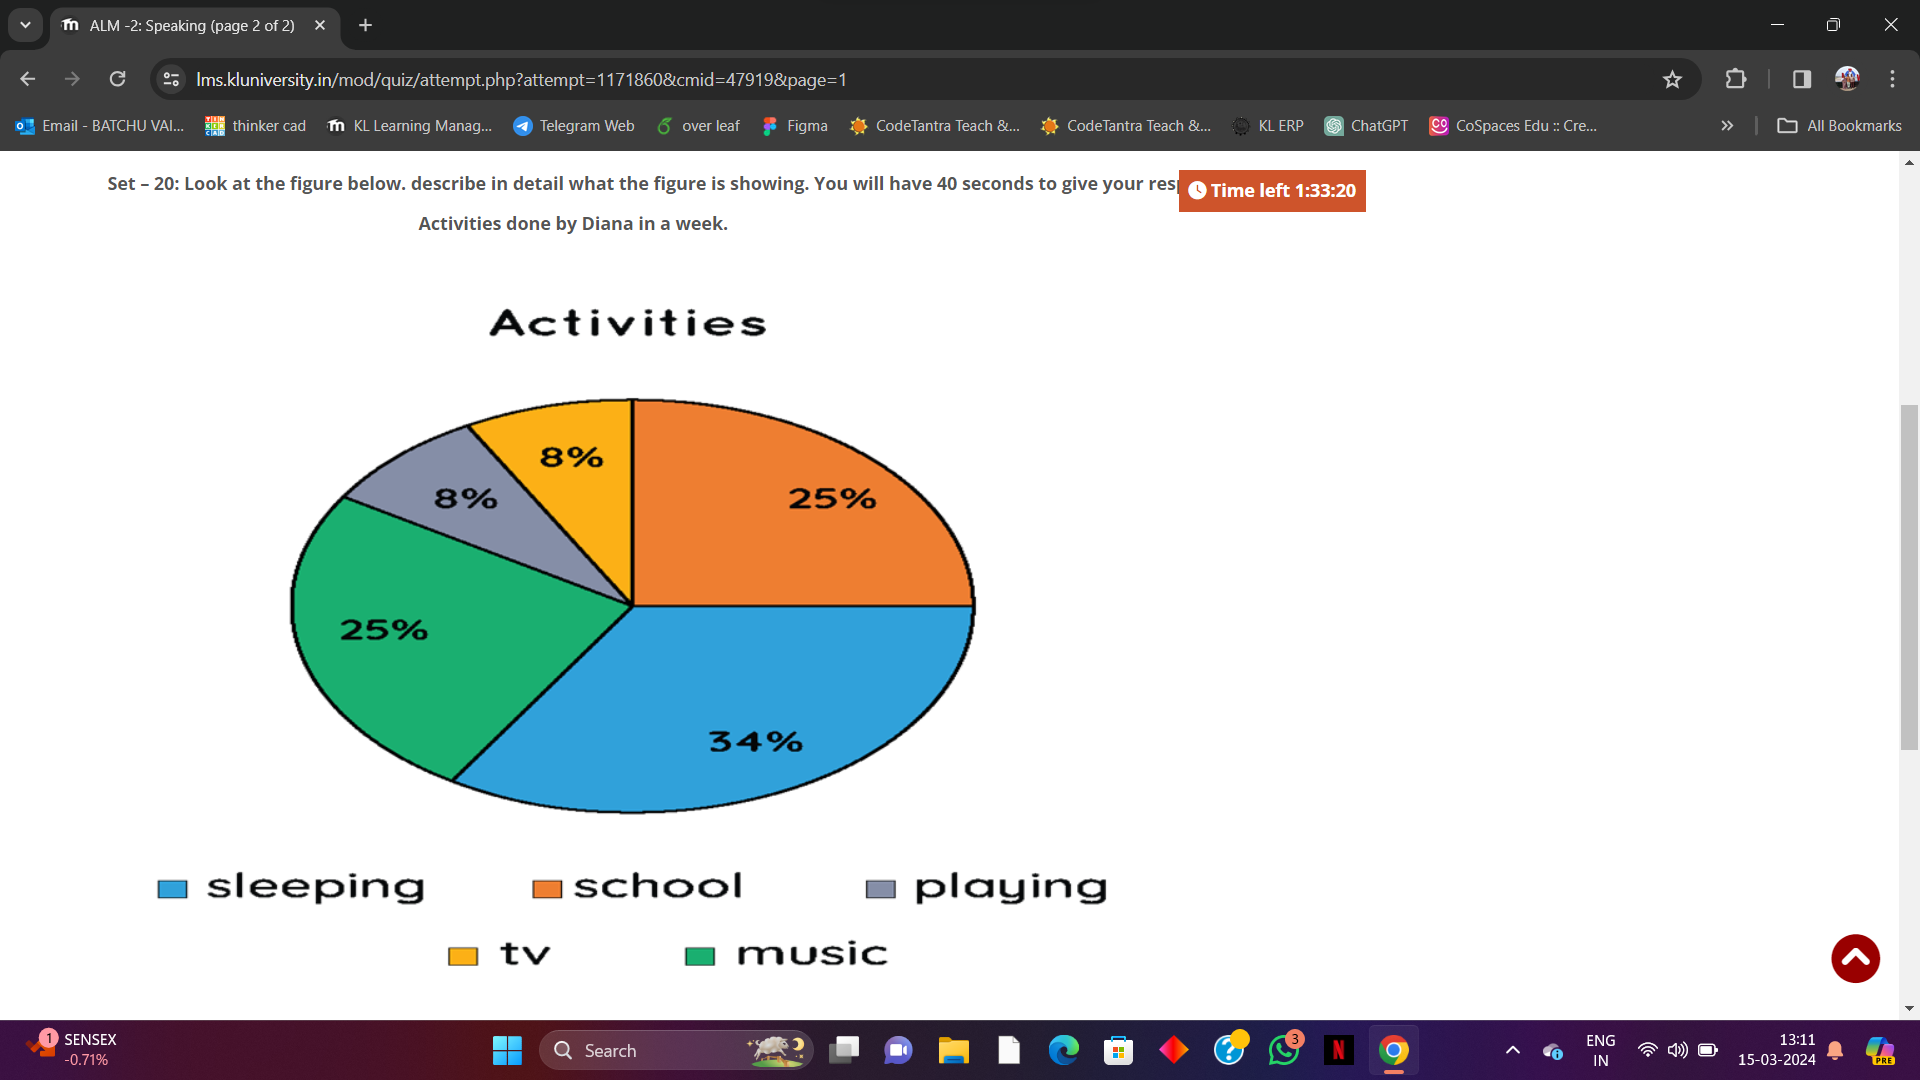 ALM -2: Speaking (page 2 of 2)
lms.kluniversity.in/mod/quiz/attempt.php?attempt=1171860&cmid=47919&page=1
Email - BATCHU VAI... thinker cad KL Learning Manag... Telegram Web over leaf Figma CodeTantra Teach &... CodeTantra Teach &... KL ERP ChatGPT CoSpaces Edu :: Cre... » All Bookmarks
Set – 20: Look at the figure below. describe in detail what the figure is showing. You will have 40 seconds to give your resp
Time left 1:33:20
Activities done by Diana in a week.
Activities
8%
8%
25%
25%
34%
sleeping school playing
tv music
1 SENSEX
-0.71%
Search
3
ENG
IN
13:11
15-03-2024
PRE